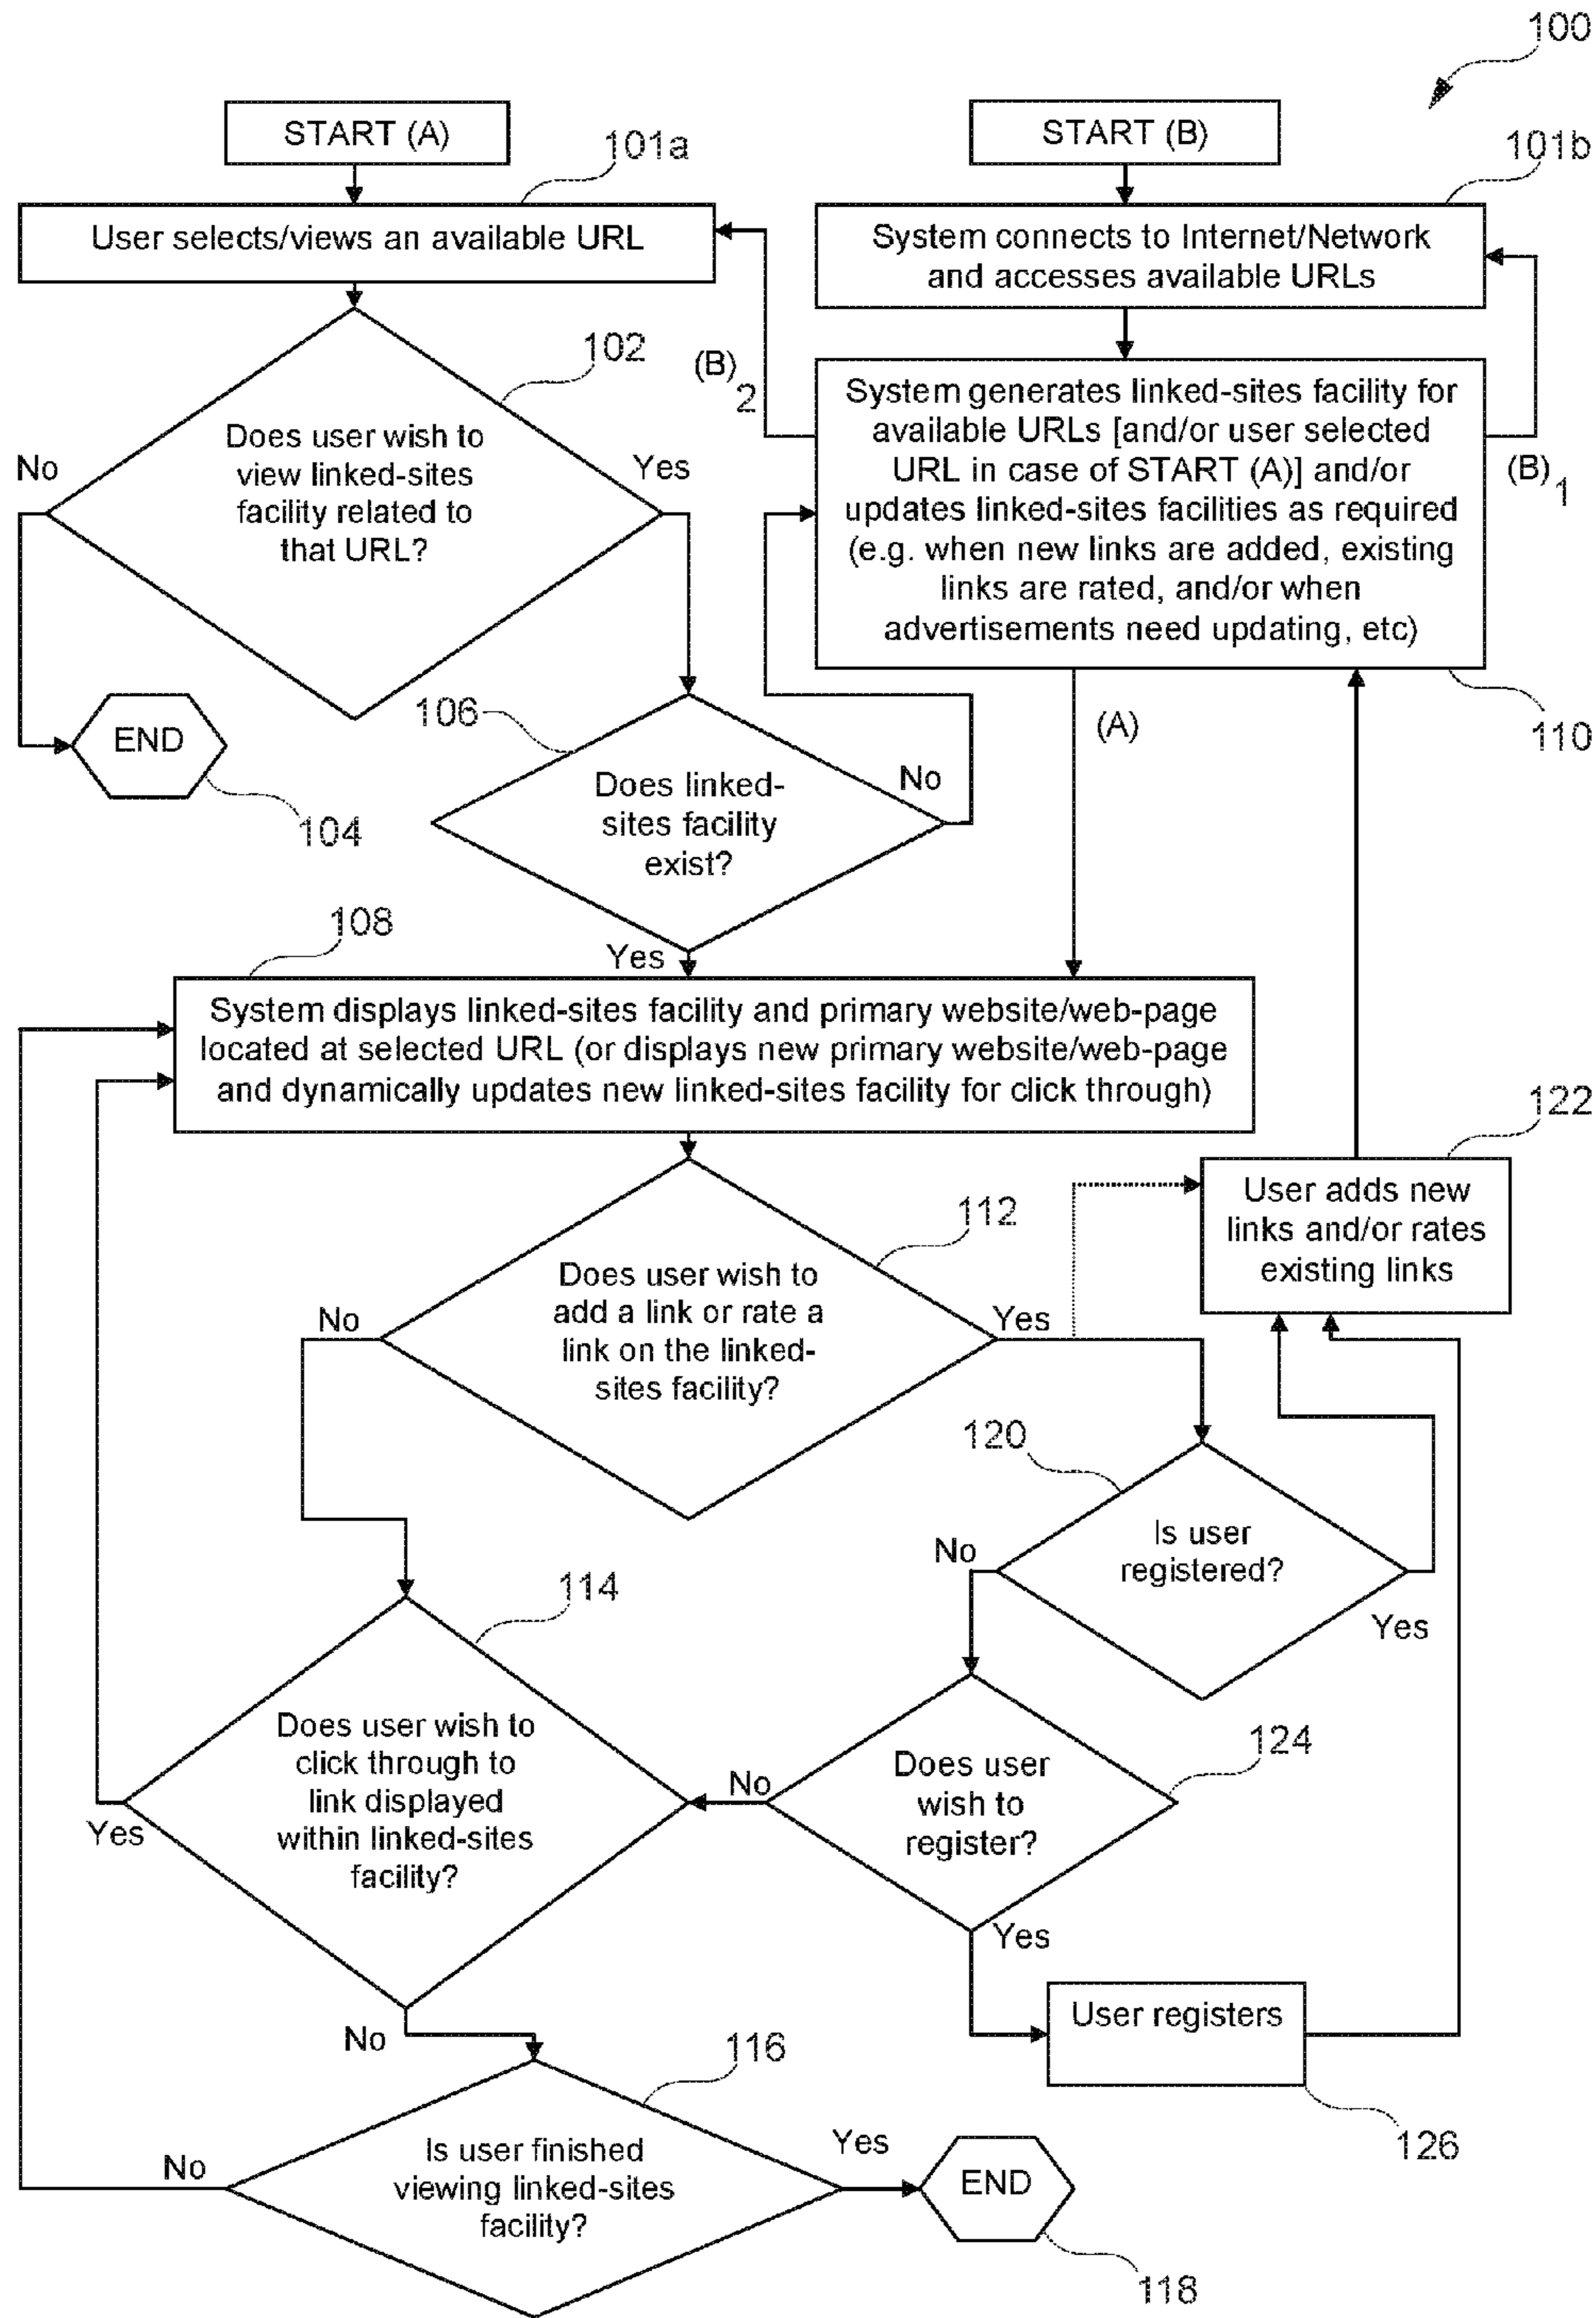 100
START (A)
START (B)
101a
101b
User selects/views an available URL
System connects to Internet/Network
and accesses available URLs
102
Does user wish to
view linked-sites
facility related to
that URL?
No
Yes
(B)2
System generates linked-sites facility for
available URLs [and/or user selected
URL in case of START (A)] and/or
updates linked-sites facilities as required
(e.g. when new links are added, existing
links are rated, and/or when
advertisements need updating, etc)
(B)1
110
END
104
106
Does linked-
sites facility
exist?
No
Yes
(A)
108
System displays linked-sites facility and primary website/web-page
located at selected URL (or displays new primary website/web-page
and dynamically updates new linked-sites facility for click through)
112
Does user wish to
add a link or rate a
link on the linked-
sites facility?
No
Yes
122
User adds new
links and/or rates
existing links
120
Is user
registered?
No
Yes
114
Does user wish to
click through to
link displayed
within linked-sites
facility?
Yes
No
124
Does user
wish to
register?
No
Yes
User registers
126
116
Is user finished
viewing linked-sites
facility?
No
Yes
END
118